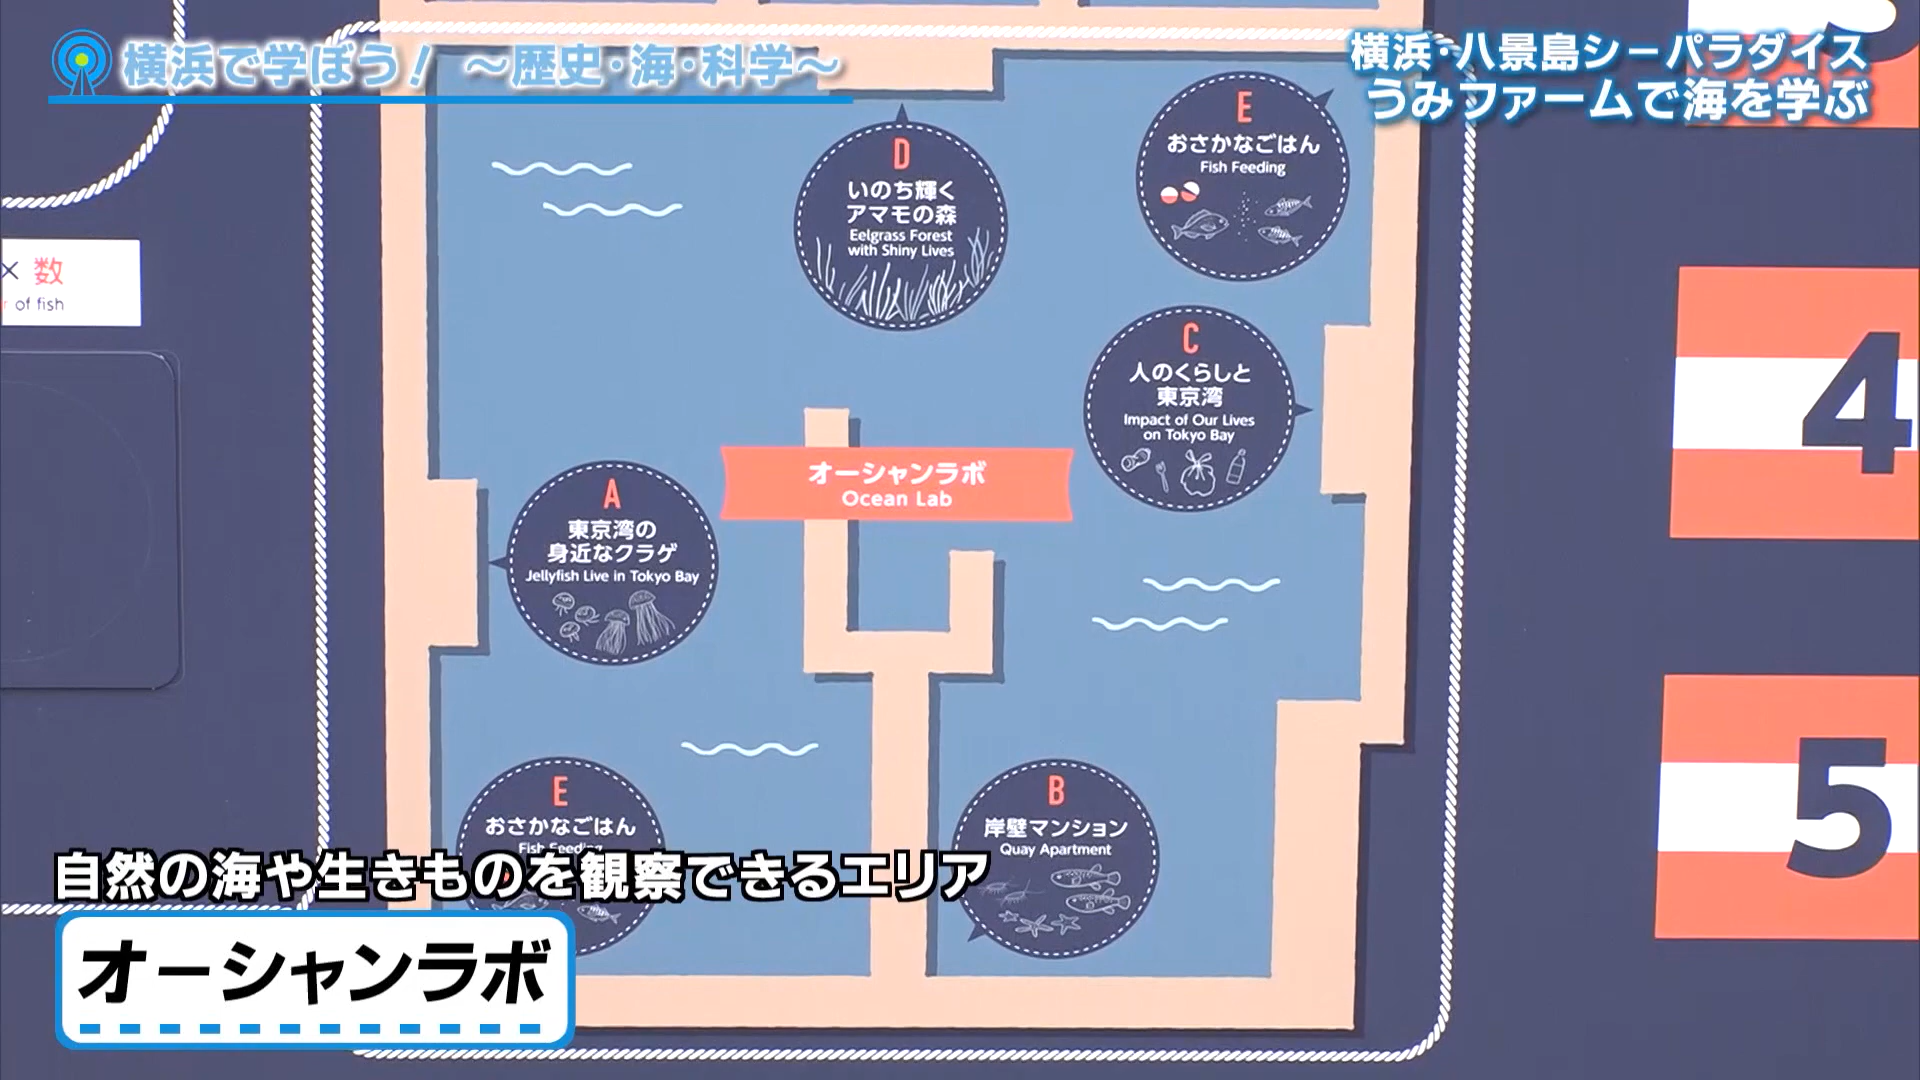 横浜で学ぼう! ～歴史・海・科学～
横浜・八景島シーパラダイス
うみファームで海を学ぶ
E
おさかなごはん
Fish Feeding
D
いのち輝く
アマモの森
Eelgrass Forest
with Shiny Lives
× 数
of fish
C
人のくらしと
東京湾
Impact of Our Lives
on Tokyo Bay
4
オーシャンラボ
Ocean Lab
A
東京湾の
身近なクラゲ
Jellyfish Live in Tokyo Bay
5
E
おさかなごはん
Fish Feeding
B
岸壁マンション
Quay Apartment
自然の海や生きものを観察できるエリア
オーシャンラボ